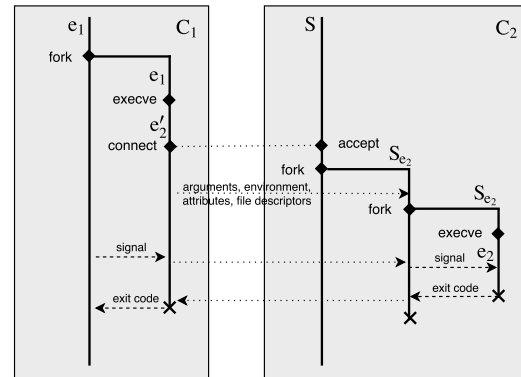 e₁
C₁
S
C₂
fork
e₁
execve
e′₂
connect
accept
Sₑ₂
fork
arguments, environment,
attributes, file descriptors
Sₑ₂
fork
execve
signal
signal
e₂
exit code
exit code